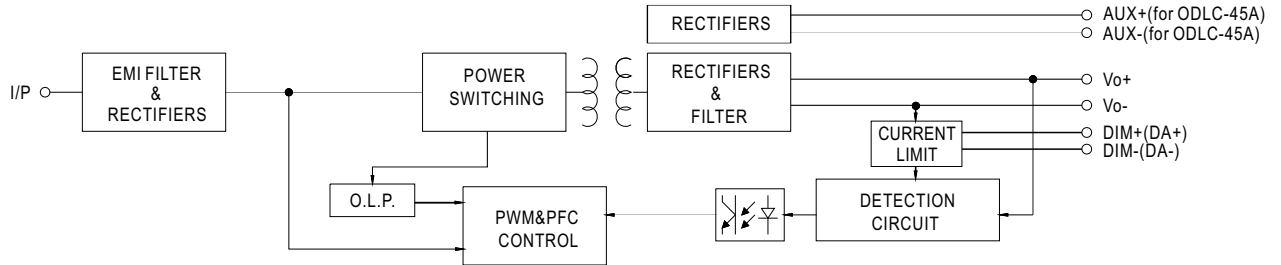 RECTIFIERS
AUX+(for ODLC-45A)
AUX-(for ODLC-45A)
I/P
EMI FILTER
&
RECTIFIERS
POWER
SWITCHING
RECTIFIERS
&
FILTER
Vo+
Vo-
CURRENT
LIMIT
DIM+(DA+)
DIM-(DA-)
O.L.P.
PWM&PFC
CONTROL
DETECTION
CIRCUIT